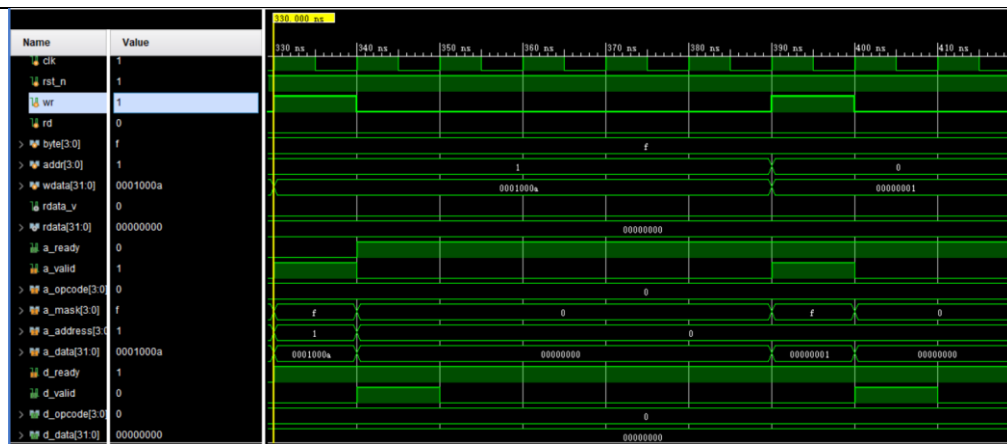 330.000 ns
Name Value
330 ns 340 ns 350 ns 360 ns 370 ns 380 ns 390 ns 400 ns 410 ns
clk 1
rst_n 1
wr 1
rd 0
byte[3:0] f f
addr[3:0] 1 1 0
wdata[31:0] 0001000a 0001000a 00000001
rdata_v 0
rdata[31:0] 00000000 00000000
a_ready 0
a_valid 1
a_opcode[3:0] 0 0
a_mask[3:0] f f 0 f 0
a_address[3:0 1 1 0
a_data[31:0] 0001000a 0001000a 00000000 00000001 00000000
d_ready 1
d_valid 0
d_opcode[3:0] 0 0
d_data[31:0] 00000000 00000000